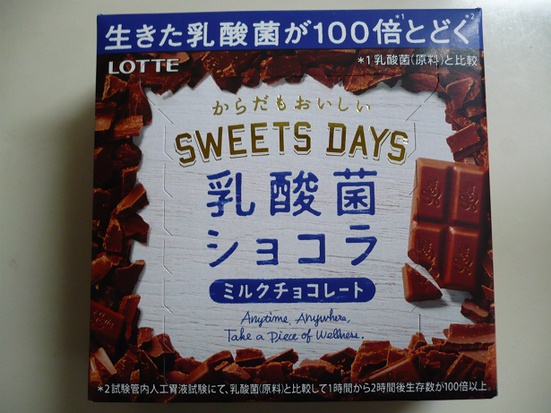 生きた乳酸菌が100倍とどく*1 *2
LOTTE
*1乳酸菌(原料)と比較
からだもおいしい
SWEETS DAYS
乳酸菌
ショコラ
ミルクチョコレート
Anytime, Anywhere,
Take a Piece of Wellness.
*2試験管内人工胃液試験にて、乳酸菌(原料)と比較して1時間から2時間後生存数が100倍以上。